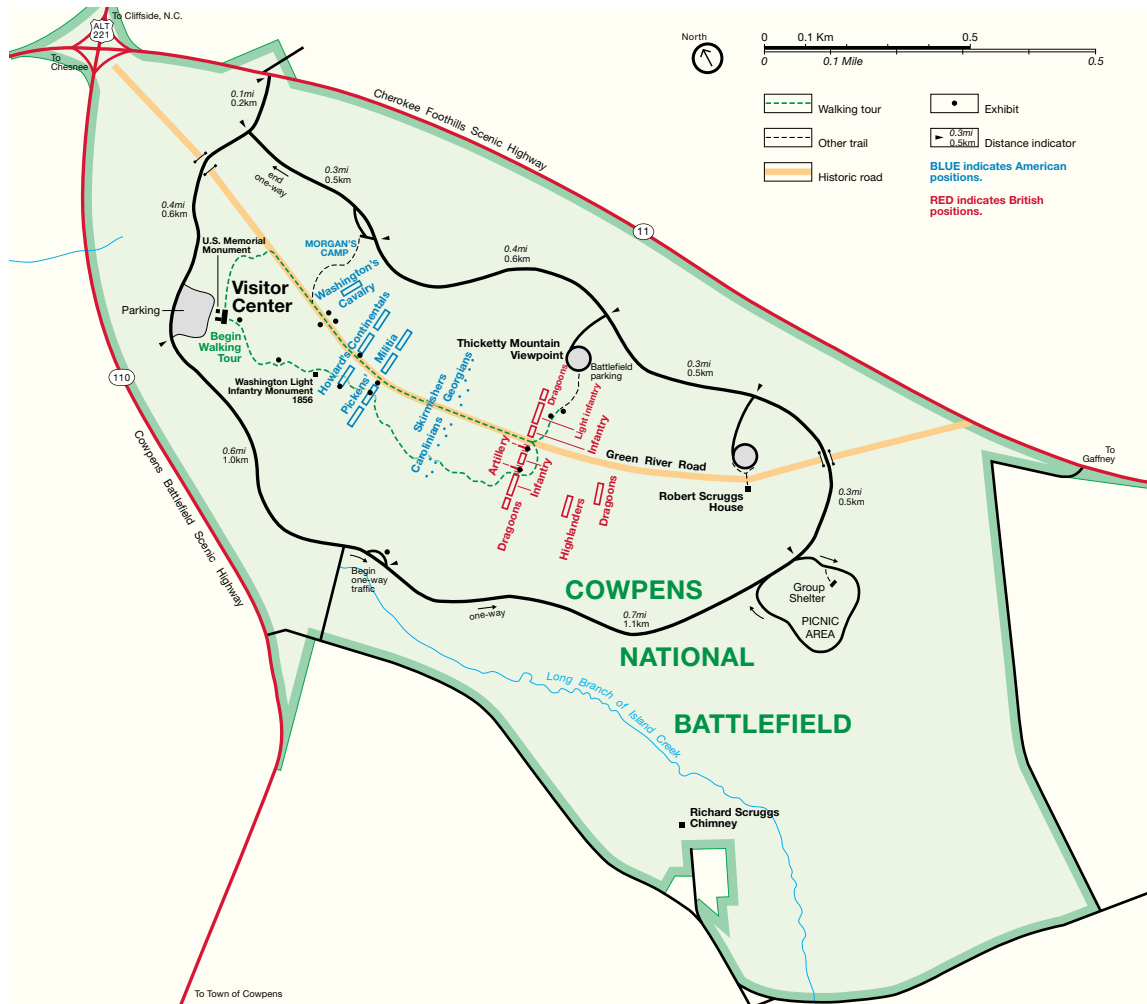 To Cliffside, N.C.
ALT
221
To
Chesnee
North
0
0.1 Km
0.5
0
0.1 Mile
0.5
Walking tour
Other trail
Historic road
Exhibit
0.3mi
0.5km
Distance indicator
BLUE indicates American
positions.
RED indicates British
positions.
0.1mi
0.2km
Cherokee Foothills Scenic Highway
11
0.3mi
0.5km
end
one-way
0.4mi
0.6km
U.S. Memorial
Monument
MORGAN'S
CAMP
0.4mi
0.6km
Washington's
Cavalry
Visitor
Center
Parking
Begin
Walking
Tour
Howard's Continentals
Pickens' Militia
Washington Light
Infantry Monument
1856
110
Cowpens Battlefield Scenic Highway
Thicketty Mountain
Viewpoint
Battlefield
parking
0.3mi
0.5km
Skirmishers
Georgians
Carolinians
Dragoons
Light infantry
Infantry
Artillery
Infantry
Dragoons
Highlanders
Dragoons
Green River Road
Robert Scruggs
House
To
Gaffney
0.3mi
0.5km
0.6mi
1.0km
Begin
one-way
traffic
one-way
0.7mi
1.1km
Group
Shelter
PICNIC
AREA
COWPENS
NATIONAL
BATTLEFIELD
Long Branch of Island Creek
Richard Scruggs
Chimney
To Town of Cowpens